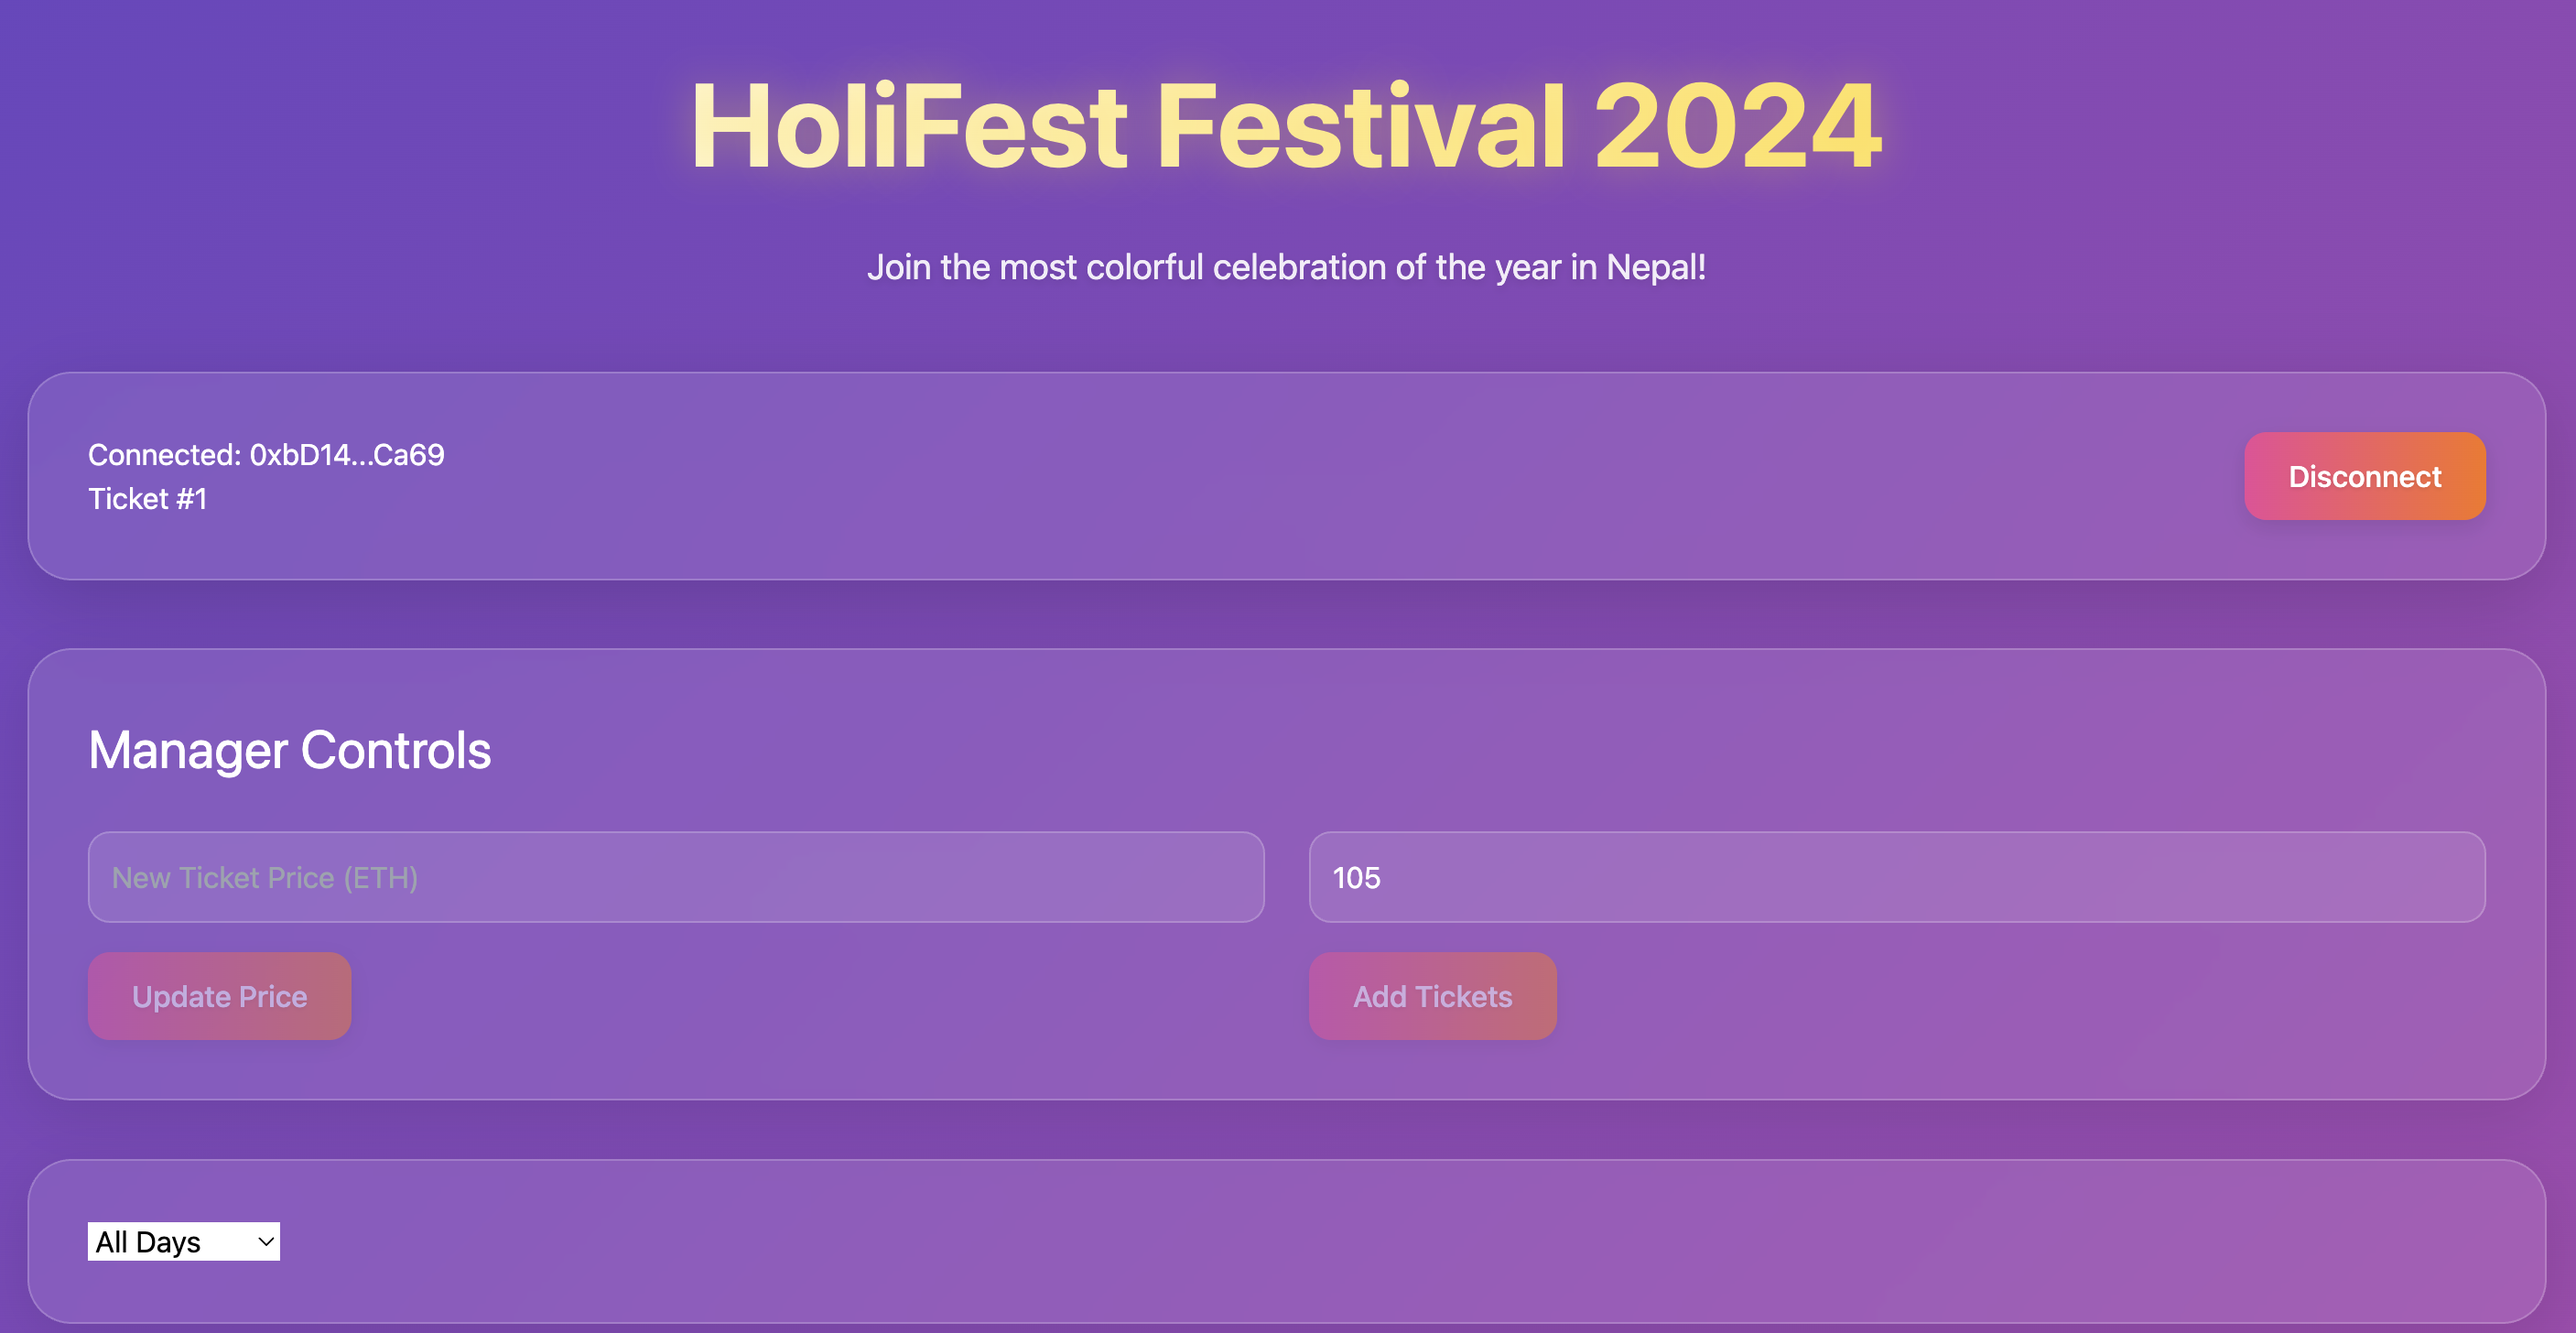 HoliFest Festival 2024
Join the most colorful celebration of the year in Nepal!
Connected: 0xbD14...Ca69
Ticket #1
Disconnect
Manager Controls
New Ticket Price (ETH)
105
Update Price
Add Tickets
All Days